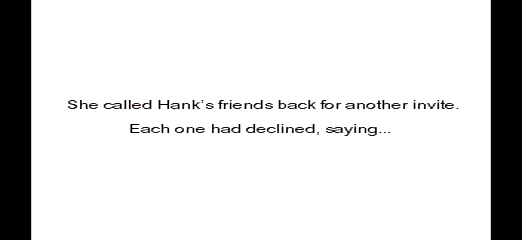 She called Hank's friends back for another invite.
Each one had declined, saying...